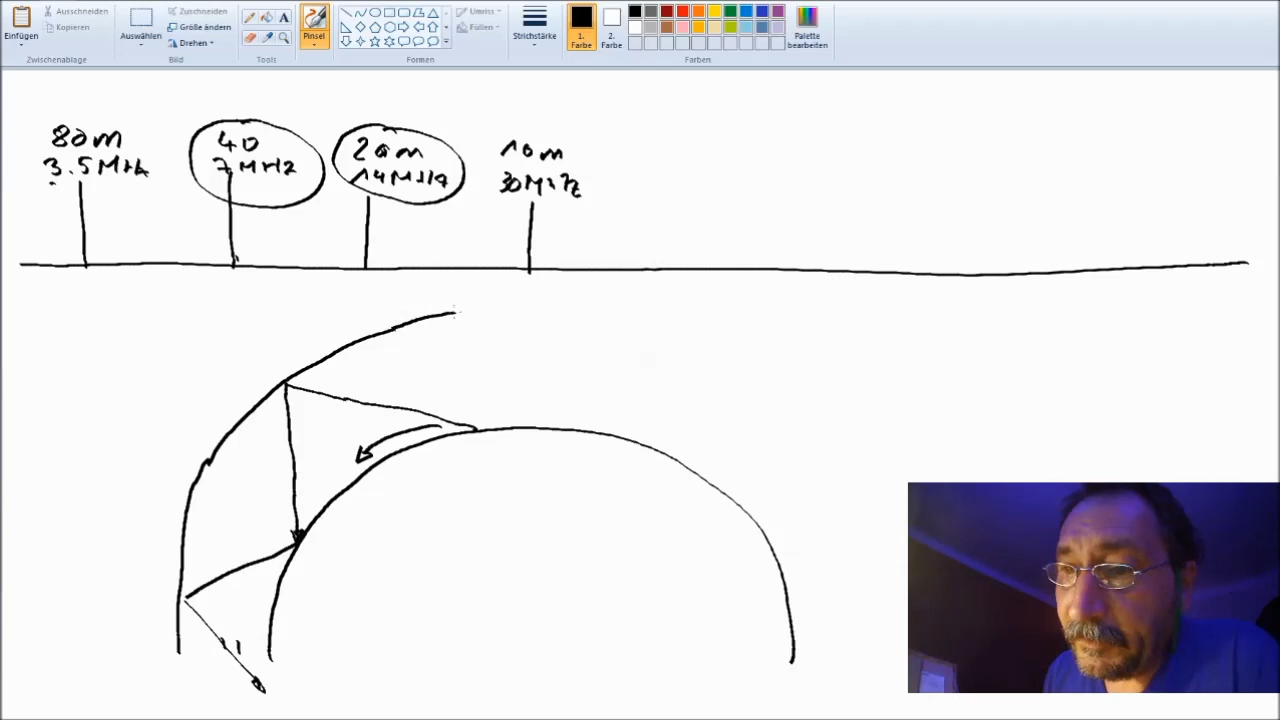 Einfügen
Ausschneiden
Kopieren
Zwischenablage
Auswählen
Zuschneiden
Größe ändern
Drehen
Bild
A
Tools
Pinsel
Formen
Umriss
Füllen
Strichstärke
1.
Farbe
2.
Farbe
Palette
bearbeiten
Farben
80m
3.5MHz
40
7MHz
20m
14MHz
10m
30MHz